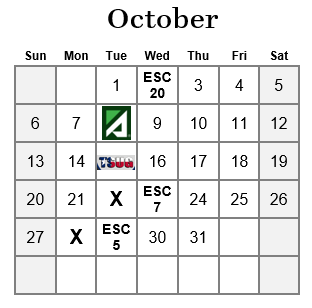 October
Sun Mon Tue Wed Thu Fri Sat
1 ESC 20 3 4 5
6 7 A 9 10 11 12
13 14 TSUS 16 17 18 19
20 21 X ESC 7 24 25 26
27 X ESC 5 30 31